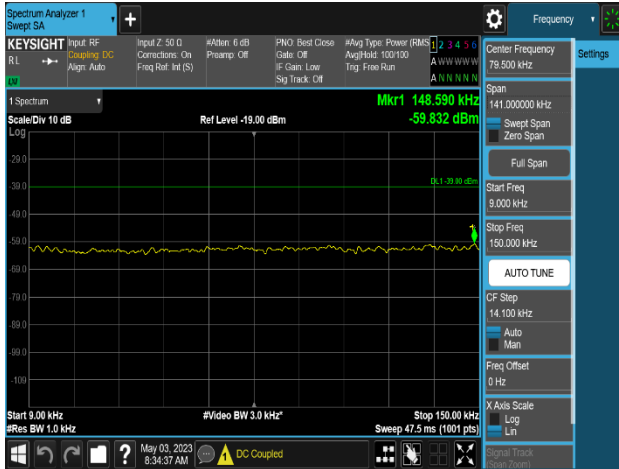 Spectrum Analyzer 1
Swept SA
+
Frequency
KEYSIGHT
Input: RF
Input Z: 50 Ω
#Atten: 6 dB
PNO: Best Close
#Avg Type: Power (RMS
1 2 3 4 5 6
R L
Coupling: DC
Corrections: On
Preamp: Off
Gate: Off
Avg|Hold: 100/100
A W W W W W
Align: Auto
Freq Ref: Int (S)
IF Gain: Low
Trig: Free Run
Sig Track: Off
A N N N N N
LXI
1 Spectrum
Mkr1 148.590 kHz
Scale/Div 10 dB
Ref Level -19.00 dBm
-59.832 dBm
Log
-29.0
DL1 -39.00 dBm
-39.0
-49.0
1
-59.0
-69.0
-79.0
-89.0
-99.0
-109
Start 9.00 kHz
#Video BW 3.0 kHz*
Stop 150.00 kHz
#Res BW 1.0 kHz
Sweep 47.5 ms (1001 pts)
?
May 03, 2023
8:34:37 AM
DC Coupled
Center Frequency
79.500 kHz
Settings
Span
141.000000 kHz
Swept Span
Zero Span
Full Span
Start Freq
9.000 kHz
Stop Freq
150.000 kHz
AUTO TUNE
CF Step
14.100 kHz
Auto
Man
Freq Offset
0 Hz
X Axis Scale
Log
Lin
Signal Track
(Span Zoom)